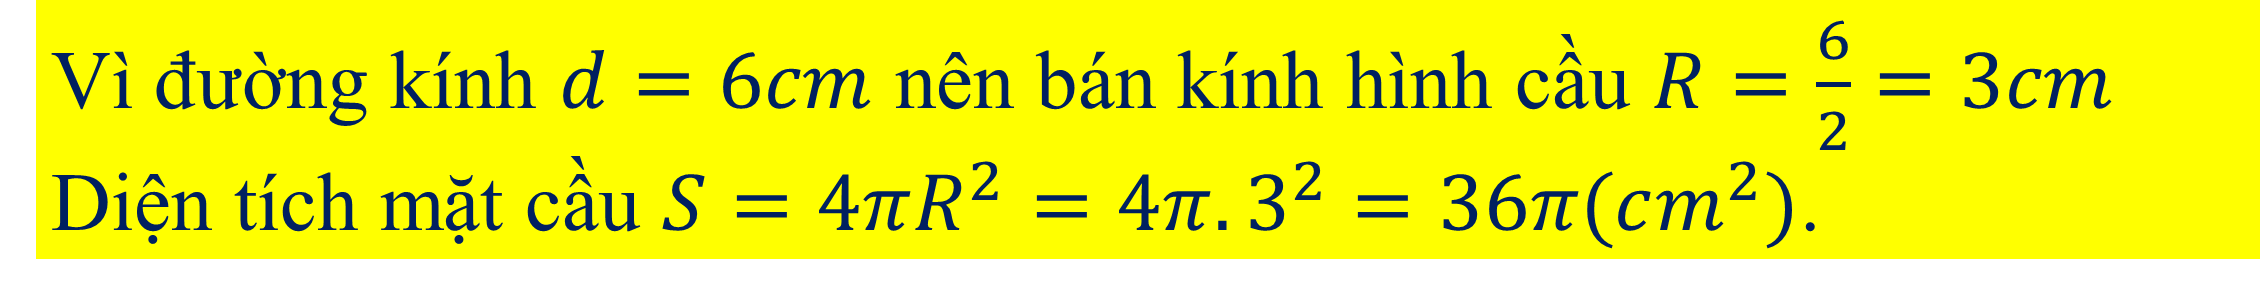 Vì đường kính d = 6cm nên bán kính hình cầu R = 6/2 = 3cm
Diện tích mặt cầu S = 4πR² = 4π. 3² = 36π(cm²).